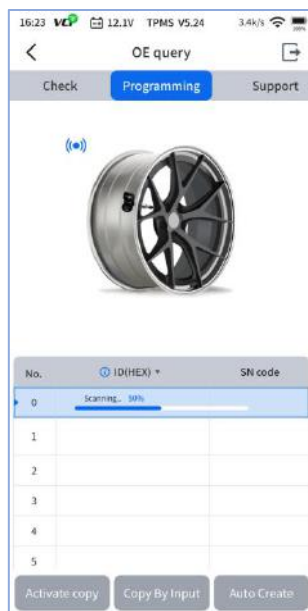 16:23 VCI 12.1V TPMS V5.24 3.4k/s
OE query
Check Programming Support
No. ID(HEX) SN code
0 Scanning.. 50%
1
2
3
4
5
Activate copy Copy By Input Auto Create